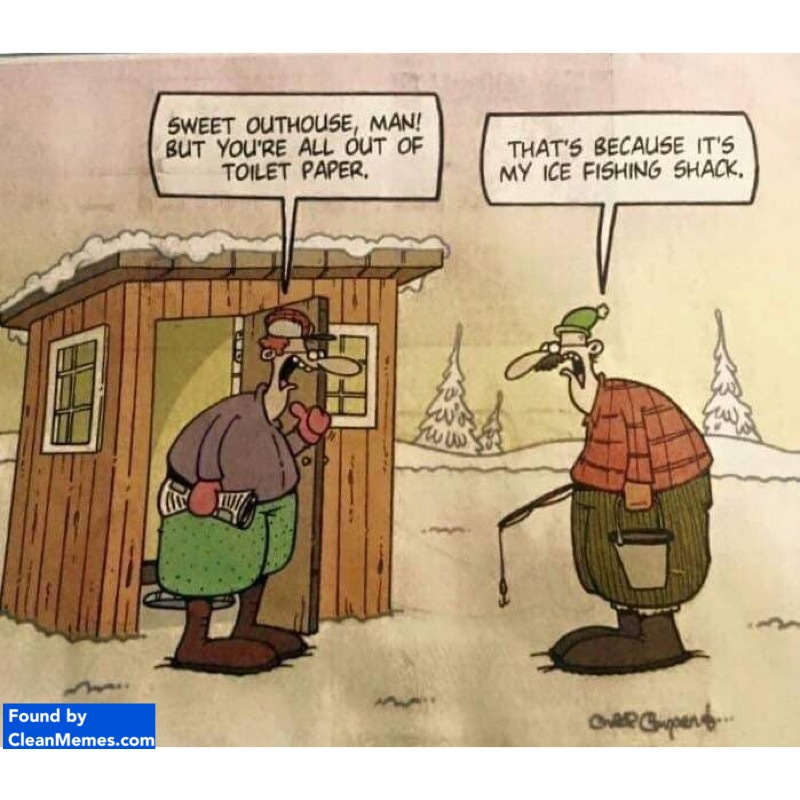 SWEET OUTHOUSE, MAN!
BUT YOU'RE ALL OUT OF
TOILET PAPER.
THAT'S BECAUSE IT'S
MY ICE FISHING SHACK.
Found by
CleanMemes.com